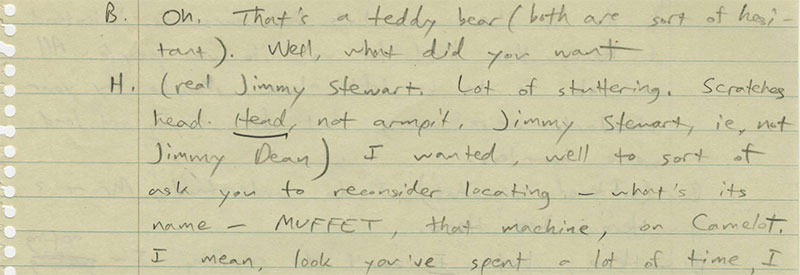 B. Oh. That's a teddy bear (both are sort of hesi-
tant). Well, what did you want
H. (real Jimmy Stewart. Lot of stuttering. Scratches
head. Head, not armpit. Jimmy Stewart, ie, not
Jimmy Dean) I wanted, well to sort of
ask you to reconsider locating – what's its
name – MUFFET, that machine, on Camelot.
I mean, look you've spent a lot of time, I